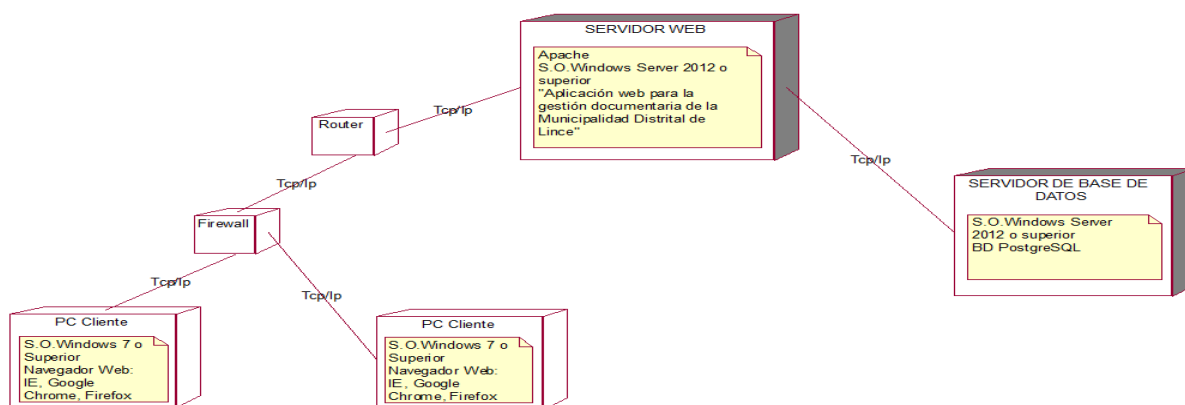 SERVIDOR WEB
Apache
S.O.Windows Server 2012 o
superior
"Aplicación web para la
gestión documentaria de la
Municipalidad Distrital de
Lince"
Tcp/Ip
Router
Tcp/Ip
Tcp/Ip
SERVIDOR DE BASE DE
DATOS
S.O.Windows Server
2012 o superior
BD PostgreSQL
Firewall
Tcp/Ip
Tcp/Ip
PC Cliente
S.O.Windows 7 o
Superior
Navegador Web:
IE, Google
Chrome, Firefox
PC Cliente
S.O.Windows 7 o
Superior
Navegador Web:
IE, Google
Chrome, Firefox